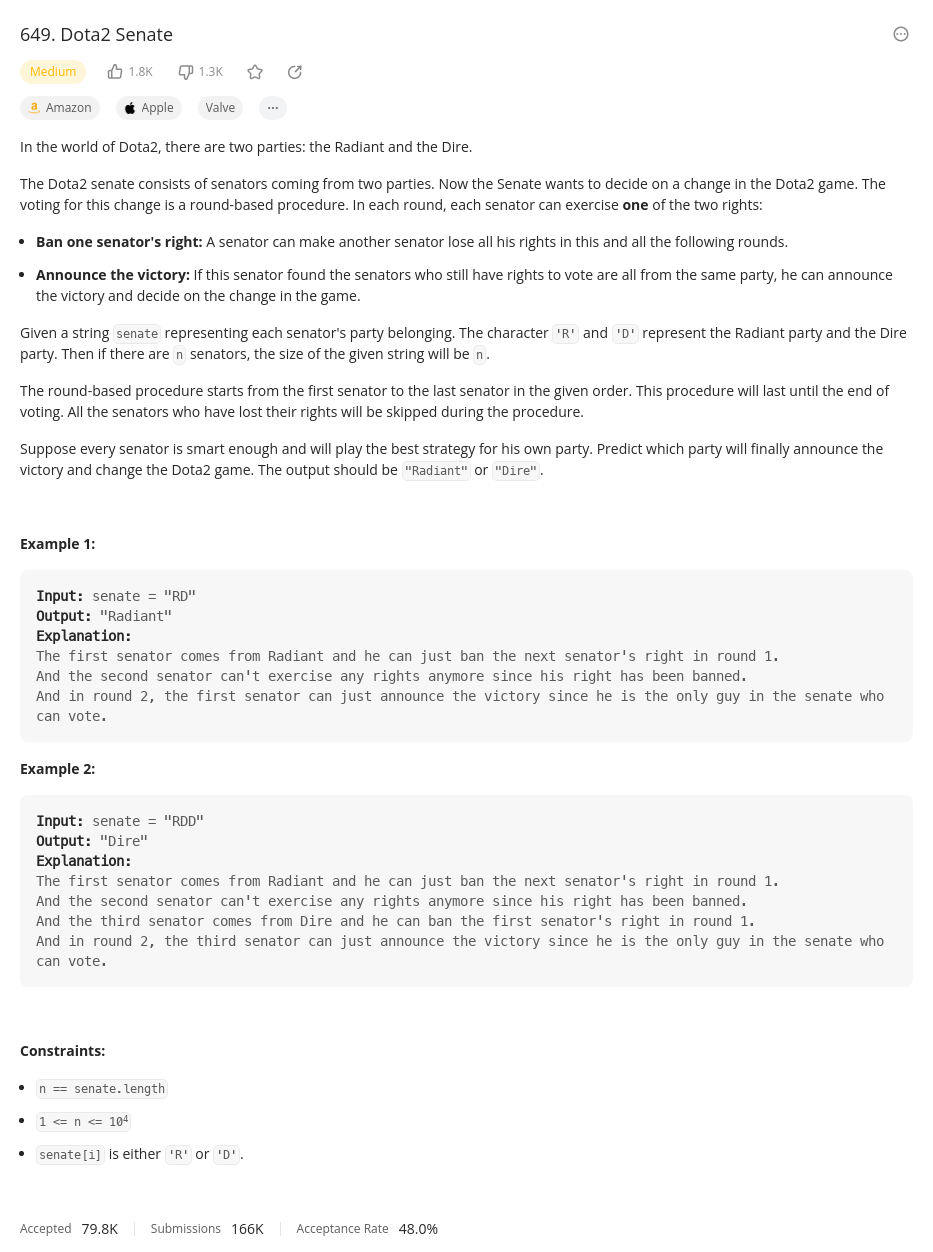 649. Dota2 Senate
Medium 1.8K 1.3K
Amazon Apple Valve ···
In the world of Dota2, there are two parties: the Radiant and the Dire.
The Dota2 senate consists of senators coming from two parties. Now the Senate wants to decide on a change in the Dota2 game. The
voting for this change is a round-based procedure. In each round, each senator can exercise one of the two rights:
• Ban one senator's right: A senator can make another senator lose all his rights in this and all the following rounds.
• Announce the victory: If this senator found the senators who still have rights to vote are all from the same party, he can announce
the victory and decide on the change in the game.
Given a string senate representing each senator's party belonging. The character 'R' and 'D' represent the Radiant party and the Dire
party. Then if there are n senators, the size of the given string will be n.
The round-based procedure starts from the first senator to the last senator in the given order. This procedure will last until the end of
voting. All the senators who have lost their rights will be skipped during the procedure.
Suppose every senator is smart enough and will play the best strategy for his own party. Predict which party will finally announce the
victory and change the Dota2 game. The output should be "Radiant" or "Dire".
Example 1:
Input: senate = "RD"
Output: "Radiant"
Explanation:
The first senator comes from Radiant and he can just ban the next senator's right in round 1.
And the second senator can't exercise any rights anymore since his right has been banned.
And in round 2, the first senator can just announce the victory since he is the only guy in the senate who
can vote.
Example 2:
Input: senate = "RDD"
Output: "Dire"
Explanation:
The first senator comes from Radiant and he can just ban the next senator's right in round 1.
And the second senator can't exercise any rights anymore since his right has been banned.
And the third senator comes from Dire and he can ban the first senator's right in round 1.
And in round 2, the third senator can just announce the victory since he is the only guy in the senate who
can vote.
Constraints:
• n == senate.length
• 1 <= n <= 10⁴
• senate[i] is either 'R' or 'D'.
Accepted 79.8K Submissions 166K Acceptance Rate 48.0%